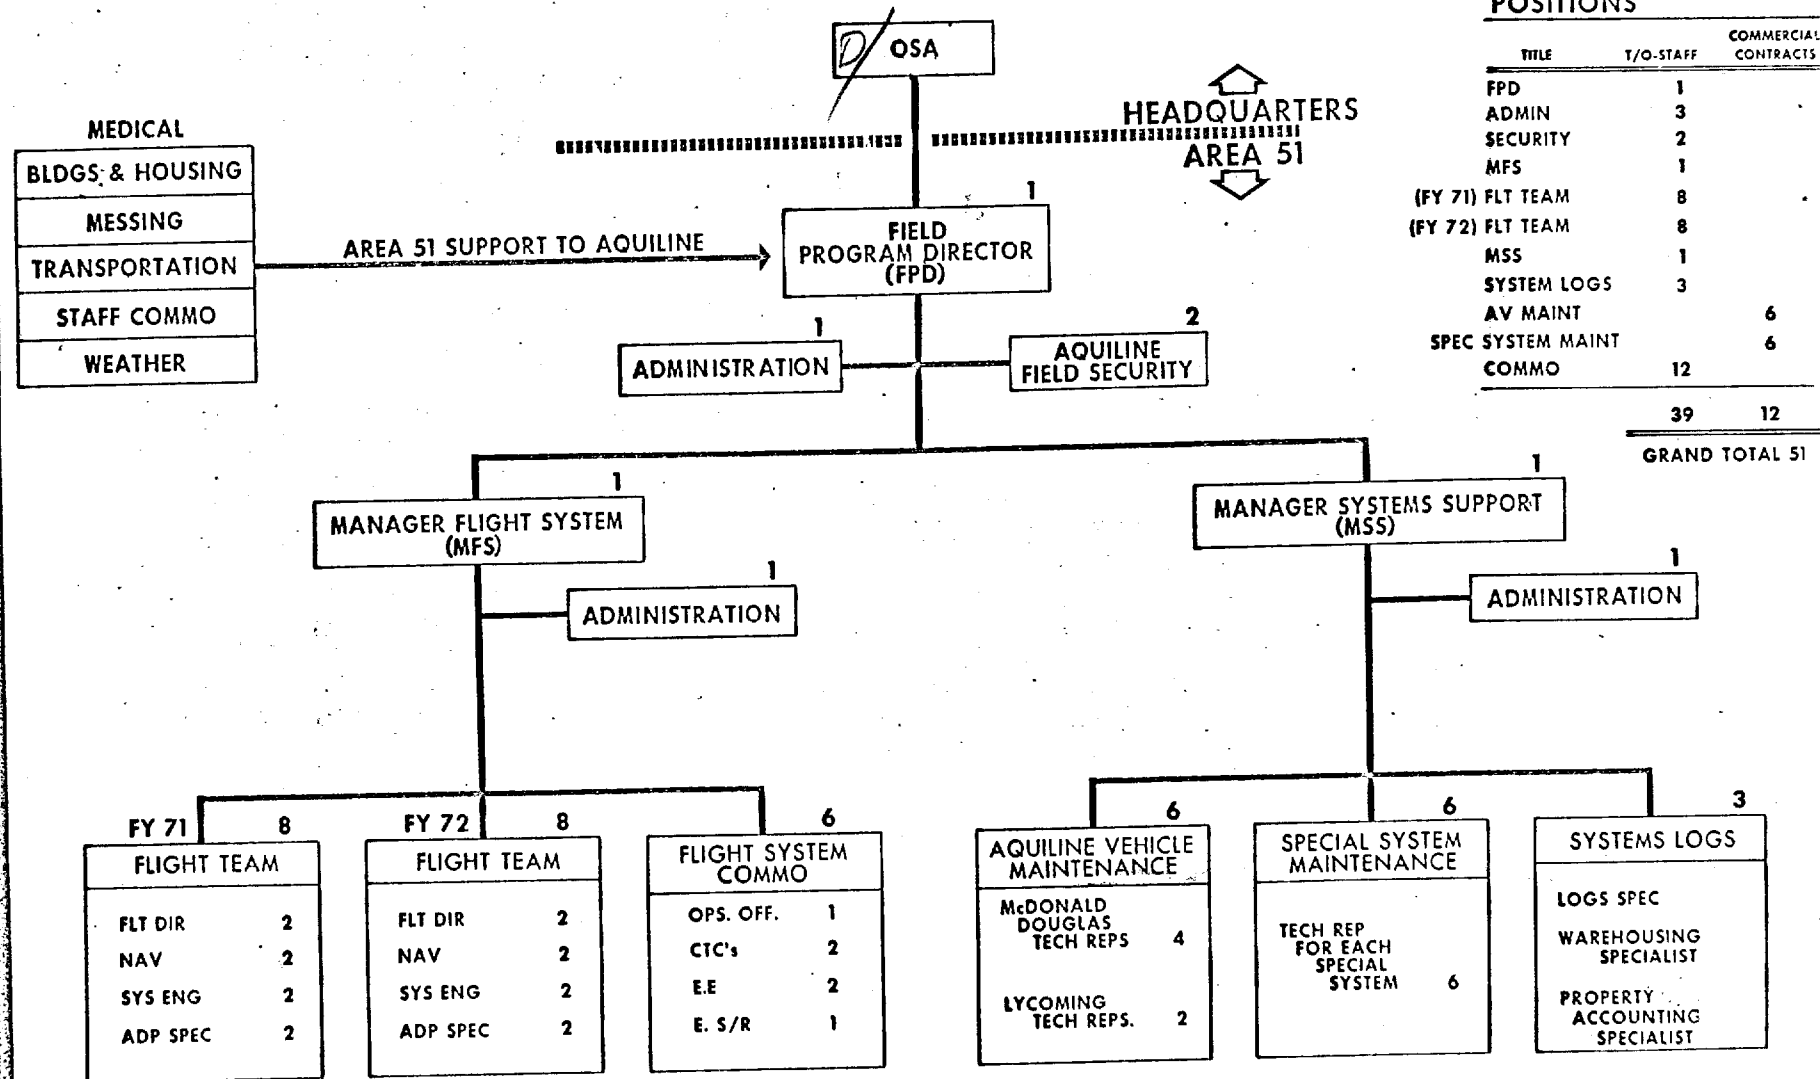 D/ OSA
HEADQUARTERS
AREA 51
POSITIONS
TITLE T/O-STAFF COMMERCIAL CONTRACTS
FPD 1
ADMIN 3
SECURITY 2
MFS 1
(FY 71) FLT TEAM 8
(FY 72) FLT TEAM 8
MSS 1
SYSTEM LOGS 3
AV MAINT 6
SPEC SYSTEM MAINT 6
COMMO 12
39 12
GRAND TOTAL 51
MEDICAL
BLDGS & HOUSING
MESSING
TRANSPORTATION
STAFF COMMO
WEATHER
AREA 51 SUPPORT TO AQUILINE
1
FIELD
PROGRAM DIRECTOR
(FPD)
1
ADMINISTRATION
2
AQUILINE
FIELD SECURITY
1
MANAGER FLIGHT SYSTEM
(MFS)
1
ADMINISTRATION
1
MANAGER SYSTEMS SUPPORT
(MSS)
1
ADMINISTRATION
FY 71 8
FLIGHT TEAM
FLT DIR 2
NAV 2
SYS ENG 2
ADP SPEC 2
FY 72 8
FLIGHT TEAM
FLT DIR 2
NAV 2
SYS ENG 2
ADP SPEC 2
6
FLIGHT SYSTEM
COMMO
OPS. OFF. 1
CTC's 2
E.E 2
E. S/R 1
6
AQUILINE VEHICLE
MAINTENANCE
McDONALD
DOUGLAS
TECH REPS 4
LYCOMING
TECH REPS. 2
6
SPECIAL SYSTEM
MAINTENANCE
TECH REP
FOR EACH
SPECIAL
SYSTEM 6
3
SYSTEMS LOGS
LOGS SPEC
WAREHOUSING
SPECIALIST
PROPERTY
ACCOUNTING
SPECIALIST